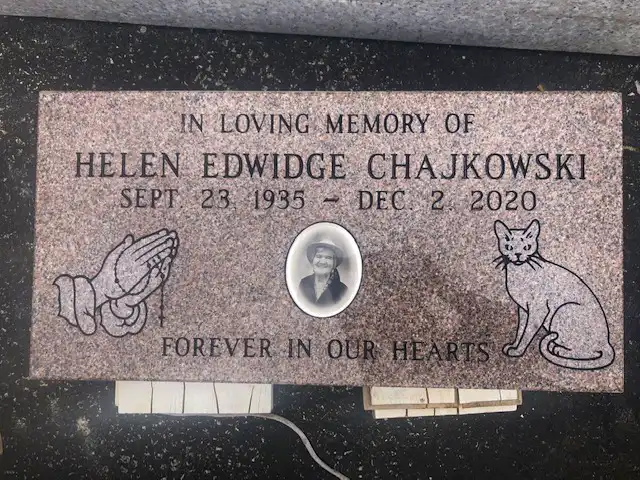 IN LOVING MEMORY OF
HELEN EDWIDGE CHAJKOWSKI
SEPT. 23. 1935 – DEC. 2. 2020
FOREVER IN OUR HEARTS